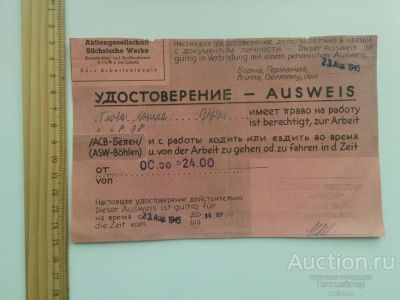 Aktiengesellschaft
Sächsische Werke
Büro Arbeitseinsatz
Настоящее удостоверение действительно в связи
с документом личности – Dieser Ausweis ist
gültig in Verbindung mit einem persönlichen Ausweis
23. Aug. 1945
Борна, Германия,
Borna, Germany, den
УДОСТОВЕРЕНИЕ – AUSWEIS
имеет право на работу
ist berechtigt, zur Arbeit
/АСВ-Белен/ и с работы ходить или ездить во время
(ASW-Böhlen) u. von der Arbeit zu gehen od. zu fahren in d. Zeit
от 00.00 24.00
von
Настоящее удостоверение действительно
Dieser Ausweis ist gültig für
на время от 23. Aug. 1945 до
die Zeit vom bis
Auction.ru